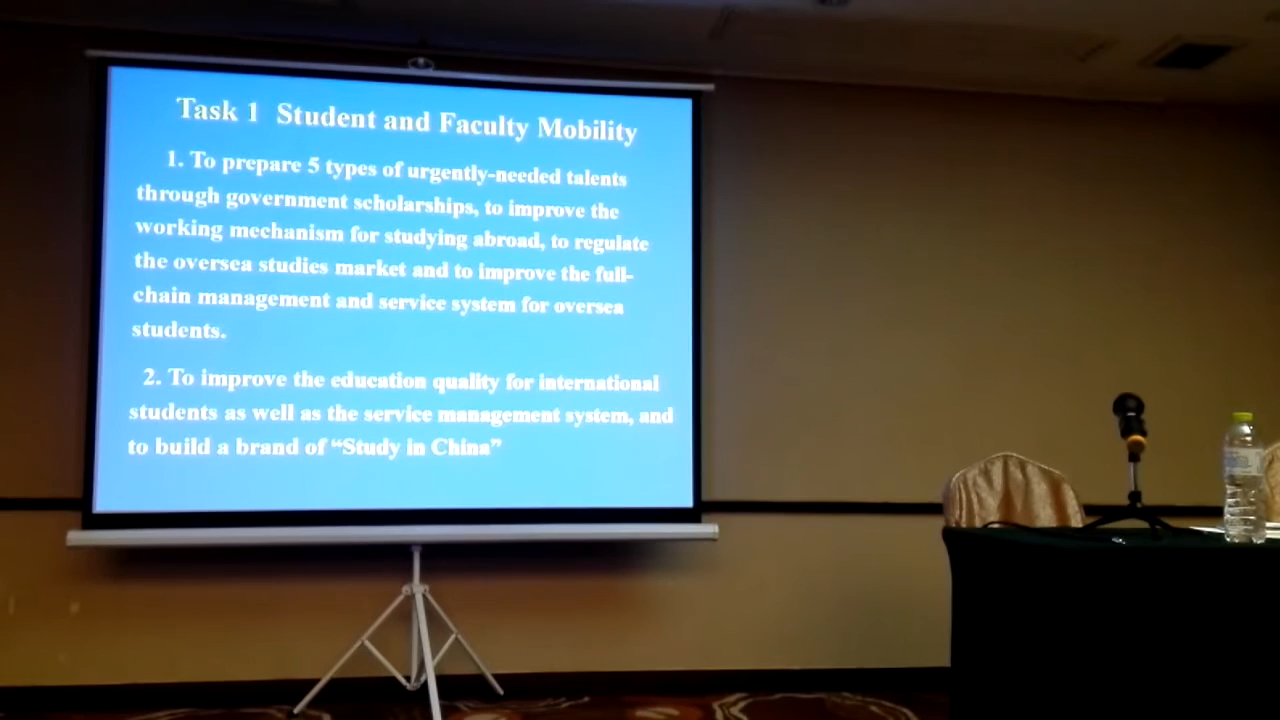 Task 1 Student and Faculty Mobility
1. To prepare 5 types of urgently-needed talents
through government scholarships, to improve the
working mechanism for studying abroad, to regulate
the oversea studies market and to improve the full-
chain management and service system for oversea
students.
2. To improve the education quality for international
students as well as the service management system, and
to build a brand of “Study in China”